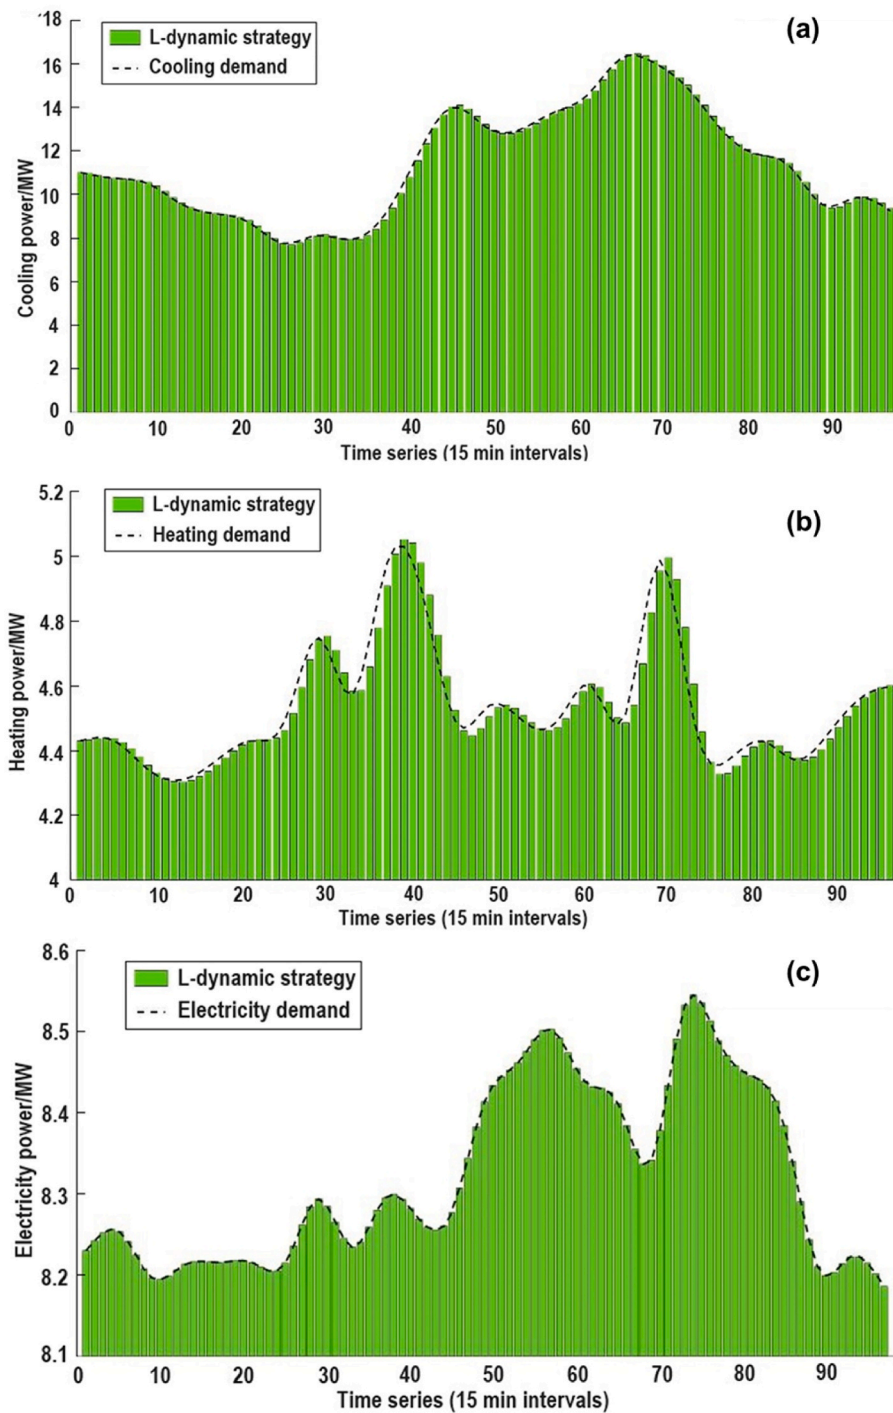 '18
L-dynamic strategy
Cooling demand
(a)
16
14
12
10
8
6
4
2
0
Cooling power/MW
0 10 20 30 40 50 60 70 80 90
Time series (15 min intervals)
5.2
L-dynamic strategy
Heating demand
(b)
5
4.8
4.6
4.4
4.2
4
Heating power/MW
0 10 20 30 40 50 60 70 80 90
Time series (15 min intervals)
8.6
L-dynamic strategy
Electricity demand
(c)
8.5
8.4
8.3
8.2
8.1
Electricity power/MW
0 10 20 30 40 50 60 70 80 90
Time series (15 min intervals)